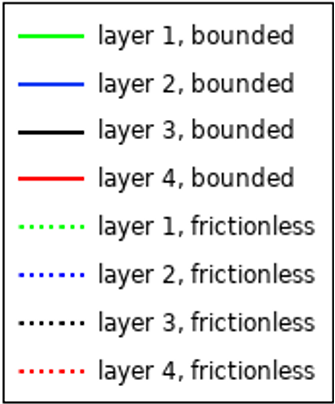 layer 1, bounded
layer 2, bounded
layer 3, bounded
layer 4, bounded
layer 1, frictionless
layer 2, frictionless
layer 3, frictionless
layer 4, frictionless